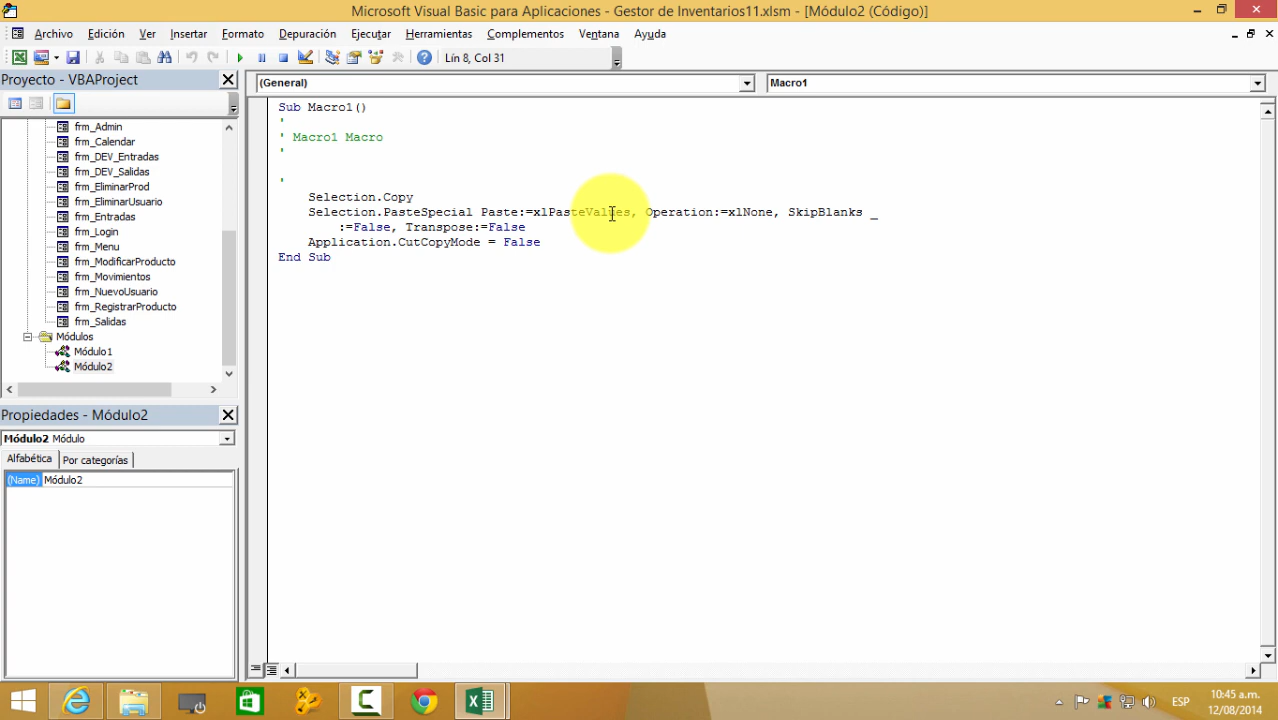 Microsoft Visual Basic para Aplicaciones - Gestor de Inventarios11.xlsm - [Módulo2 (Código)]
Archivo Edición Ver Insertar Formato Depuración Ejecutar Herramientas Complementos Ventana Ayuda
Lín 8, Col 31
Proyecto - VBAProject
frm_Admin
frm_Calendar
frm_DEV_Entradas
frm_DEV_Salidas
frm_EliminarProd
frm_EliminarUsuario
frm_Entradas
frm_Login
frm_Menu
frm_ModificarProducto
frm_Movimientos
frm_NuevoUsuario
frm_RegistrarProducto
frm_Salidas
Módulos
Módulo1
Módulo2
Propiedades - Módulo2
Módulo2 Módulo
Alfabética Por categorías
(Name) Módulo2
(General) Macro1
Sub Macro1()
'
' Macro1 Macro
'
'
Selection.Copy
Selection.PasteSpecial Paste:=xlPasteValues, Operation:=xlNone, SkipBlanks _
:=False, Transpose:=False
Application.CutCopyMode = False
End Sub
ESP
10:45 a.m.
12/08/2014